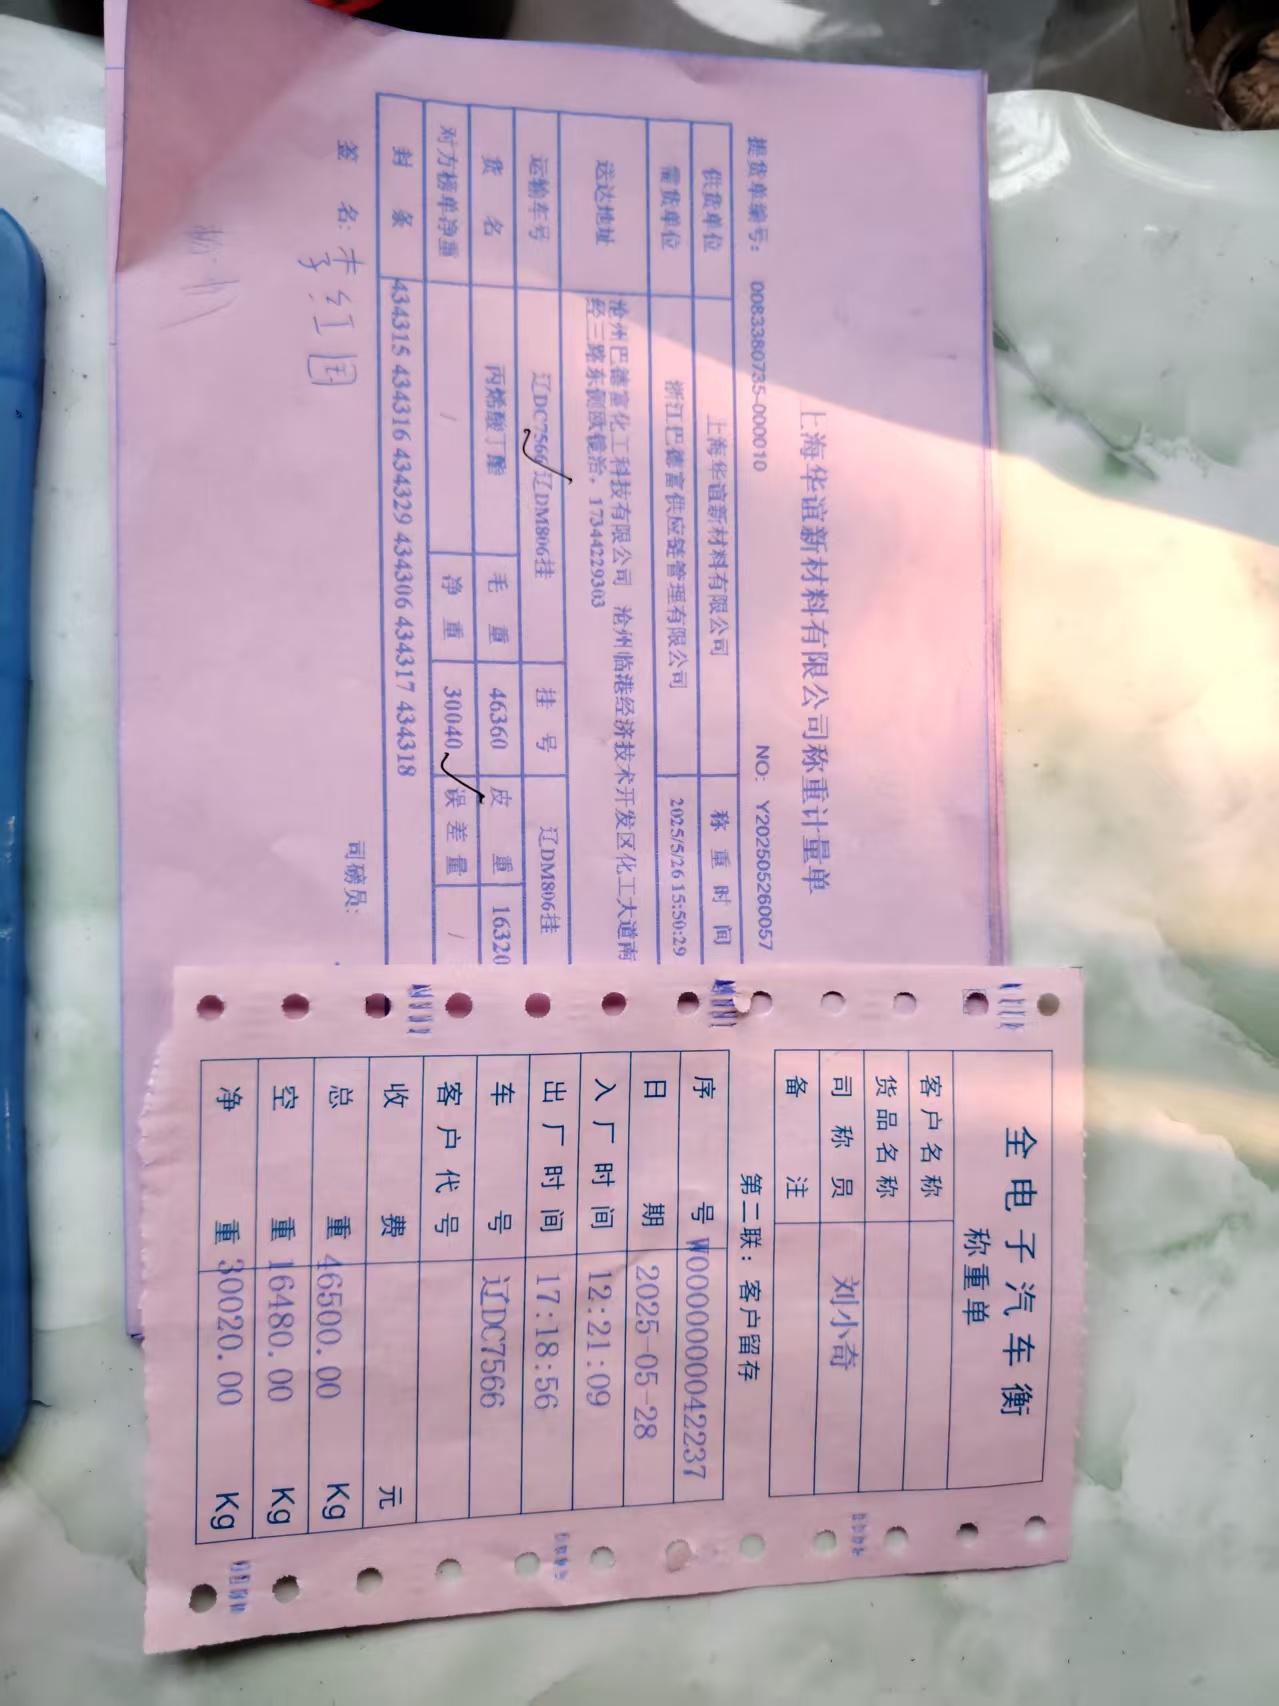 上海华谊新材料有限公司称重计量单
提货单编号: 0083380735-000010 NO: Y202505260057
供货单位 上海华谊新材料有限公司 称重时间
需货单位 浙江巴德富供应链管理有限公司 2025/5/26 15:50:29
送达地址 沧州巴德富化工科技有限公司 沧州临港经济技术开发区化工大道南
经三路东侧欧镜治, 17344229303
运输车号 辽DC7566/辽DM806挂 挂号 辽DM806挂
货名 丙烯酸丁酯 毛重 46360 皮重 16320
对方榜单净重 / 净重 30040 误差量 /
封条 434315 434316 434329 434306 434317 434318
签名: 李红国 司磅员:
全电子汽车衡
称重单
客户名称
货品名称
司称员 刘小奇
备注
第二联: 客户留存
序号 W00000000042237
日期 2025-05-28
入厂时间 12:21:09
出厂时间 17:18:56
车号 辽DC7566
客户代号
收费 元
总重 46500.00 Kg
空重 16480.00 Kg
净重 30020.00 Kg